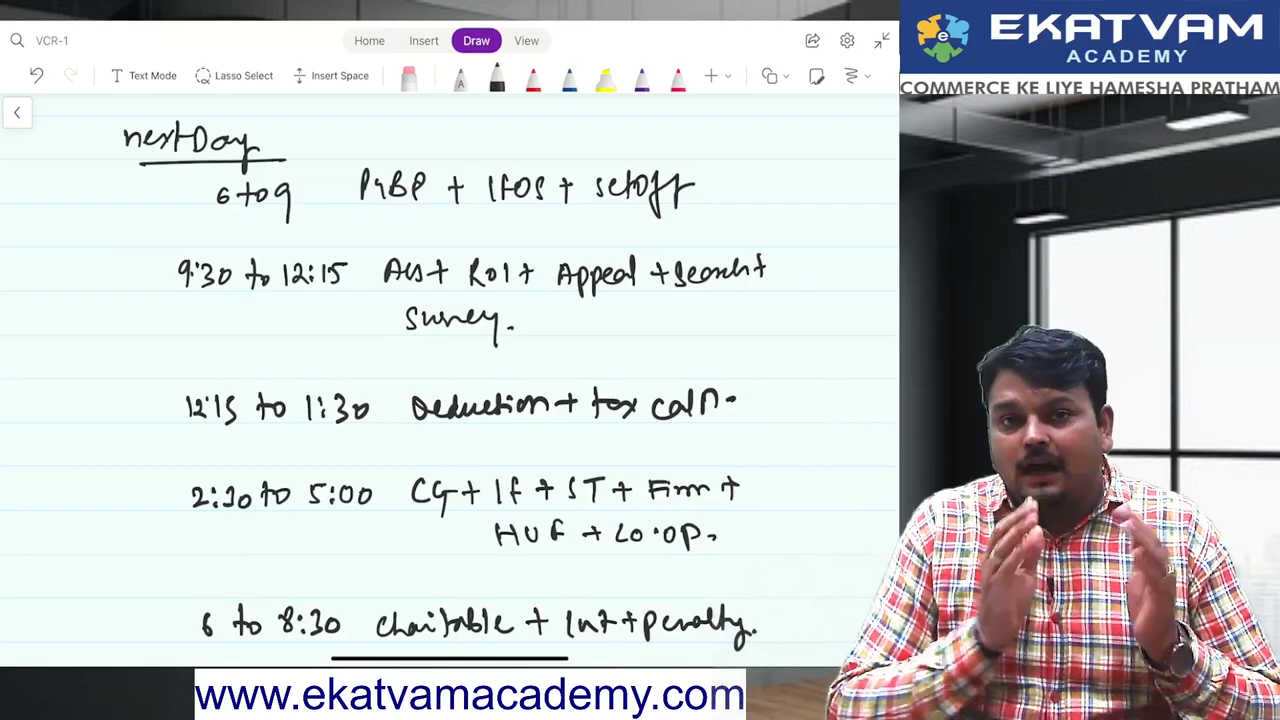 EKATVAM
ACADEMY
COMMERCE KE LIYE HAMESHA PRATHAM
VCR-1
Home Insert Draw View
Text Mode Lasso Select Insert Space
next Day
6 to 9 PGBP + IFOS + Setoff
9:30 to 12:15 + ROI + Appeal + Search +
Survey.
12:15 to 1:30 Deduction + tax calⁿ.
2:30 to 5:00 CG + IF + ST + Firm +
HUF + CO.OP.
6 to 8:30 Charitable + Int + penalty.
www.ekatvamacademy.com